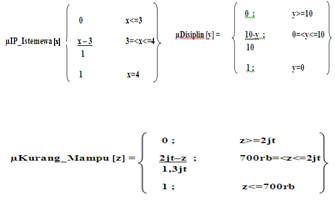 0 x<=3
µIP_Istemewa [x] x – 3 3=<x<=4
1
1 x=4
0 ; y>=10
µDisiplin [y] = 10-y ; 0=<y<=10
10
1 ; y=0
0 ; z>=2jt
µKurang_Mampu [z] = 2jt–z ; 700rb=<z<=2jt
1,3jt
1 ; z<=700rb